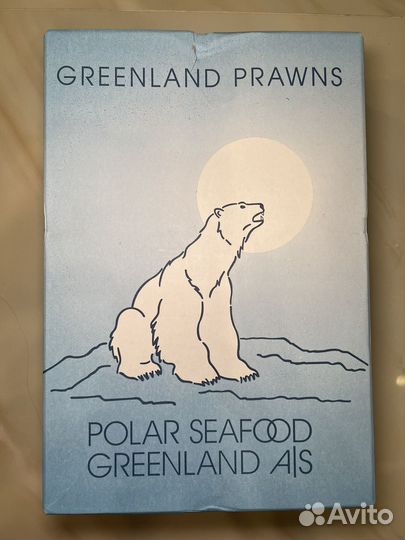 GREENLAND PRAWNS
POLAR SEAFOOD
GREENLAND A|S
Avito